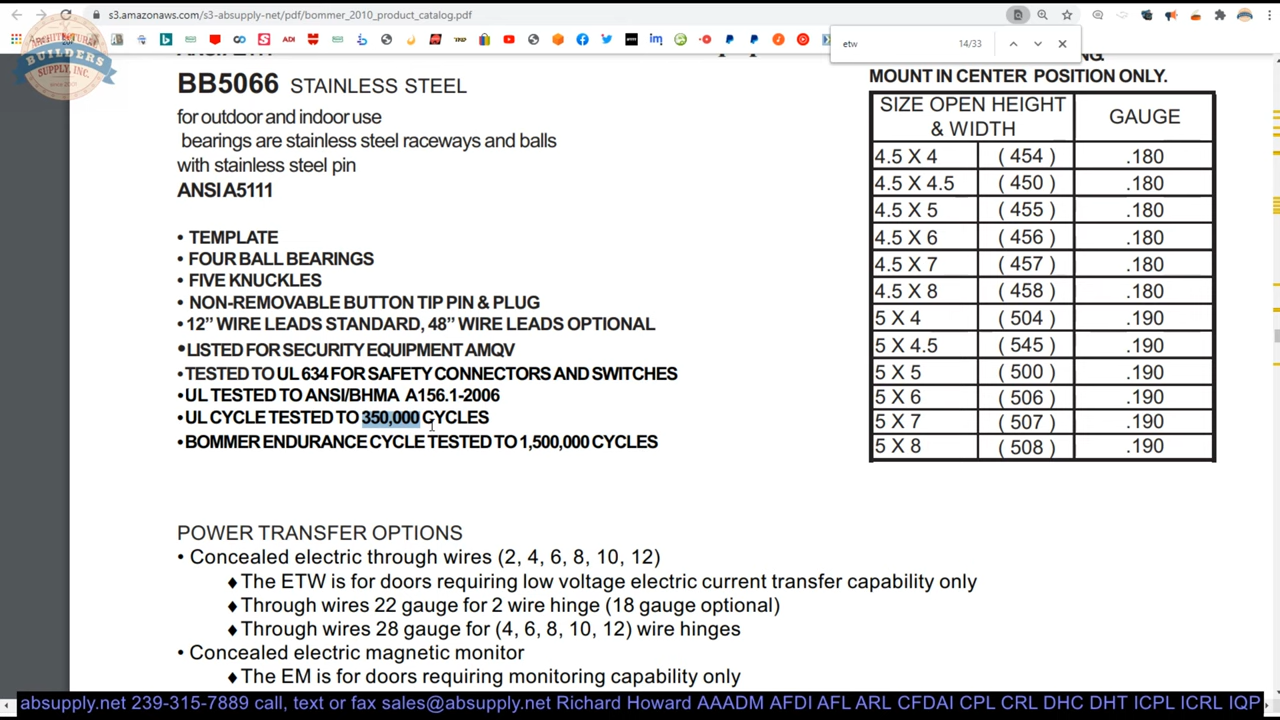 s3.amazonaws.com/s3-absupply-net/pdf/bommer_2010_product_catalog.pdf
etw 14/33
ARCHITECTURAL
BUILDERS
SUPPLY, INC.
BB5066 STAINLESS STEEL
for outdoor and indoor use
bearings are stainless steel raceways and balls
with stainless steel pin
ANSI A5111
• TEMPLATE
• FOUR BALL BEARINGS
• FIVE KNUCKLES
• NON-REMOVABLE BUTTON TIP PIN & PLUG
• 12” WIRE LEADS STANDARD, 48” WIRE LEADS OPTIONAL
•LISTED FOR SECURITY EQUIPMENT AMQV
•TESTED TO UL 634 FOR SAFETY CONNECTORS AND SWITCHES
•UL TESTED TO ANSI/BHMA A156.1-2006
•UL CYCLE TESTED TO 350,000 CYCLES
•BOMMER ENDURANCE CYCLE TESTED TO 1,500,000 CYCLES
MOUNT IN CENTER POSITION ONLY.
SIZE OPEN HEIGHT & WIDTH GAUGE
4.5 X 4 ( 454 ) .180
4.5 X 4.5 ( 450 ) .180
4.5 X 5 ( 455 ) .180
4.5 X 6 ( 456 ) .180
4.5 X 7 ( 457 ) .180
4.5 X 8 ( 458 ) .180
5 X 4 ( 504 ) .190
5 X 4.5 ( 545 ) .190
5 X 5 ( 500 ) .190
5 X 6 ( 506 ) .190
5 X 7 ( 507 ) .190
5 X 8 ( 508 ) .190
POWER TRANSFER OPTIONS
• Concealed electric through wires (2, 4, 6, 8, 10, 12)
♦The ETW is for doors requiring low voltage electric current transfer capability only
♦Through wires 22 gauge for 2 wire hinge (18 gauge optional)
♦Through wires 28 gauge for (4, 6, 8, 10, 12) wire hinges
• Concealed electric magnetic monitor
♦The EM is for doors requiring monitoring capability only
absupply.net 239-315-7889 call, text or fax sales@absupply.net Richard Howard AAADM AFDI AFL ARL CFDAI CPL CRL DHC DHT ICPL ICRL IQP